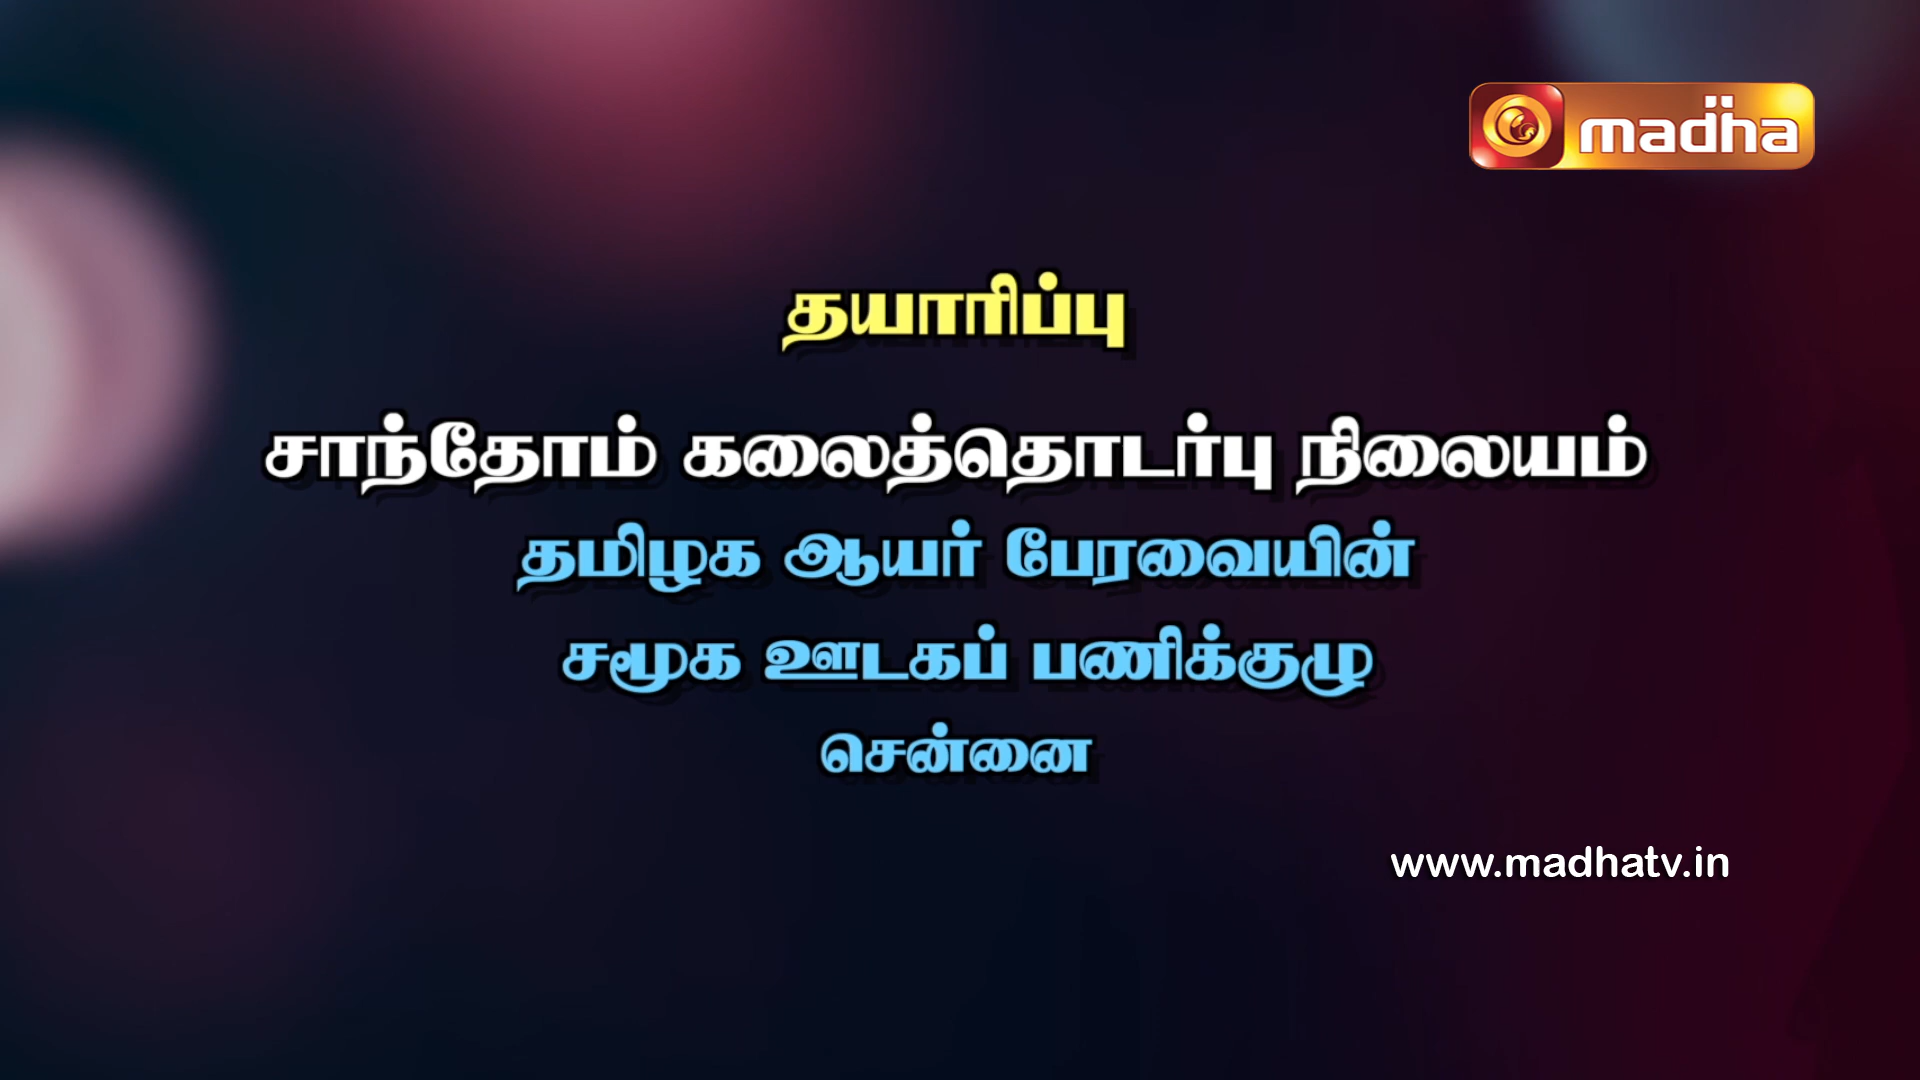 madha
தயாரிப்பு
சாந்தோம் கலைத்தொடர்பு நிலையம்
தமிழக ஆயர் பேரவையின்
சமூக ஊடகப் பணிக்குழு
சென்னை
www.madhatv.in